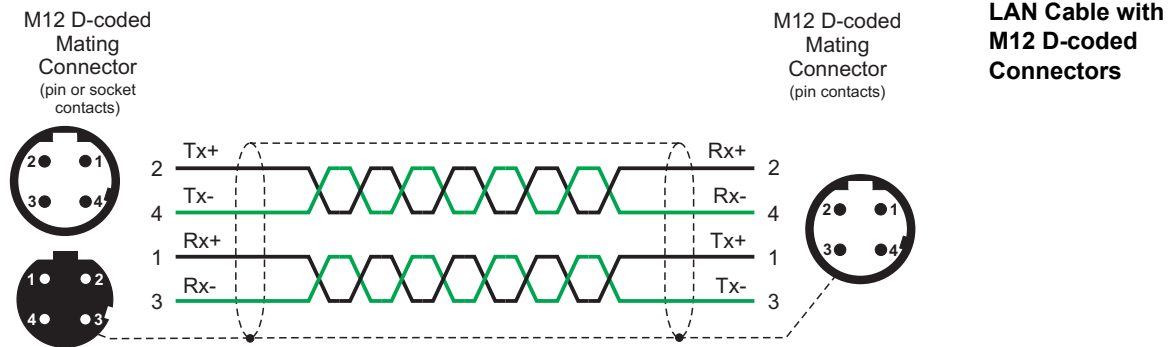 M12 D-coded
Mating
Connector
(pin or socket
contacts)
M12 D-coded
Mating
Connector
(pin contacts)
LAN Cable with
M12 D-coded
Connectors
2 1
3 4
1 2
4 3
2 Tx+ Rx+ 2
4 Tx- Rx- 4
1 Rx+ Tx+ 1
3 Rx- Tx- 3
2 1
3 4